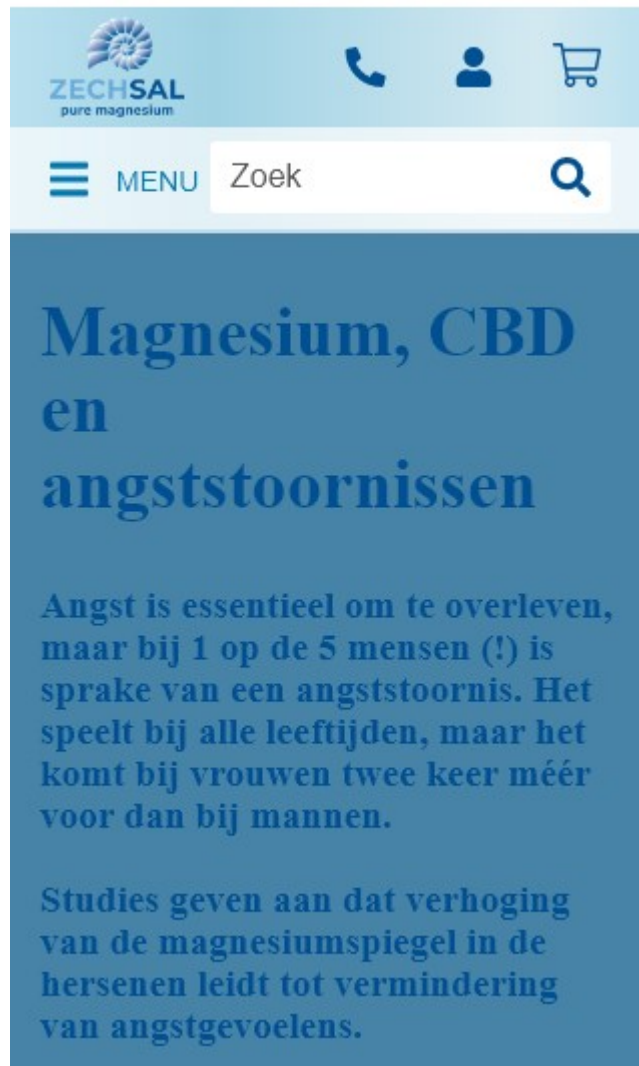 ZECHSAL
pure magnesium
MENU
Zoek
Magnesium, CBD
en
angststoornissen
Angst is essentieel om te overleven,
maar bij 1 op de 5 mensen (!) is
sprake van een angststoornis. Het
speelt bij alle leeftijden, maar het
komt bij vrouwen twee keer méér
voor dan bij mannen.
Studies geven aan dat verhoging
van de magnesiumspiegel in de
hersenen leidt tot vermindering
van angstgevoelens.